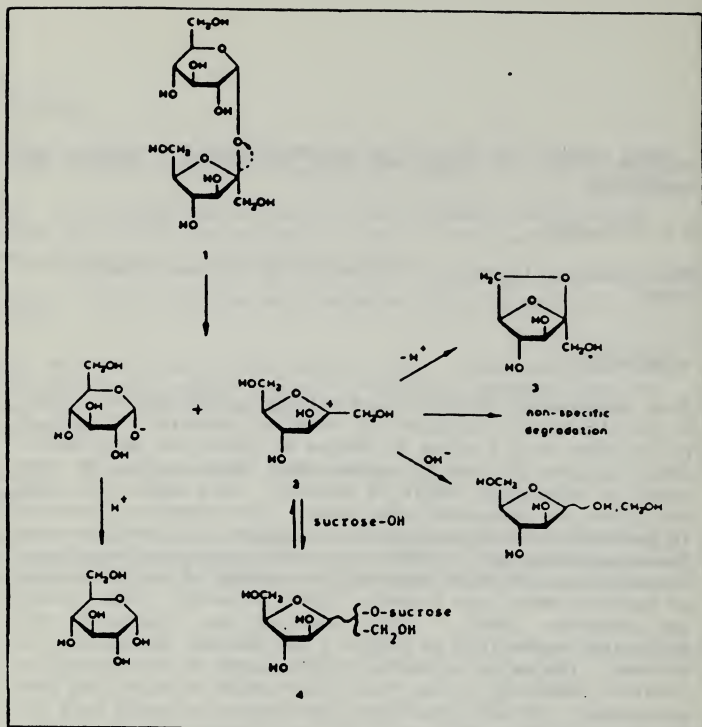 CH₂OH
O
OH
HO
OH
O
HOCH₂
O
HO
CH₂OH
HO
1
CH₂OH
O
OH
HO
O⁻
OH
+
HOCH₂
O
+
HO
CH₂OH
HO
2
-H⁺
H₂C
O
O
HO
CH₂OH
HO
3
non-specific
degradation
OH⁻
HOCH₂
O
HO
OH, CH₂OH
HO
H⁺
sucrose-OH
CH₂OH
O
OH
HO
OH
OH
HOCH₂
O
HO
-O-sucrose
-CH₂OH
HO
4